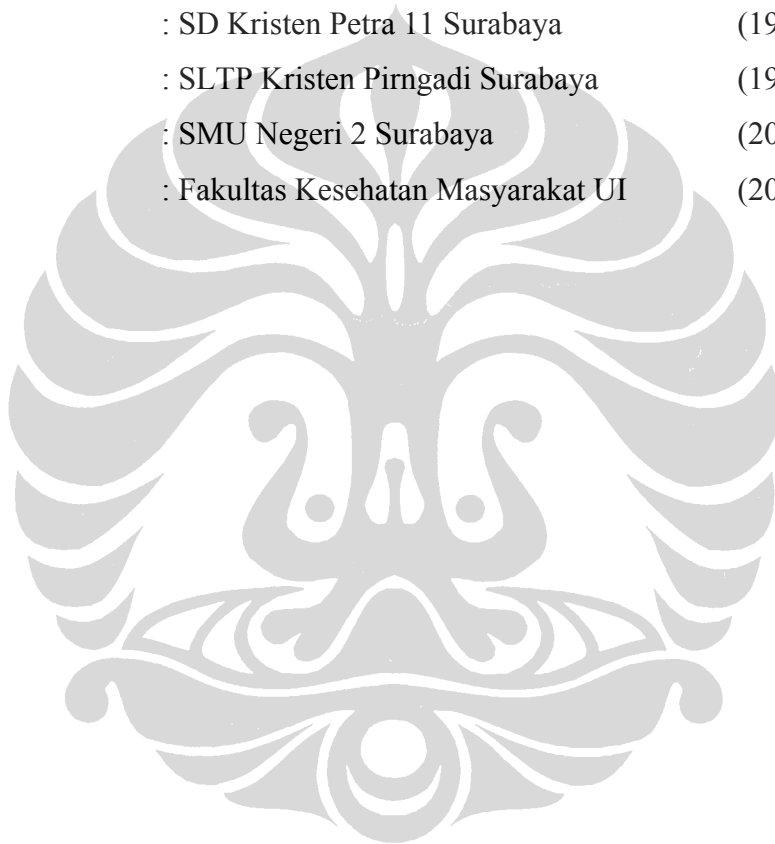 : SD Kristen Petra 11 Surabaya (19
: SLTP Kristen Pirngadi Surabaya (19
: SMU Negeri 2 Surabaya (20
: Fakultas Kesehatan Masyarakat UI (20